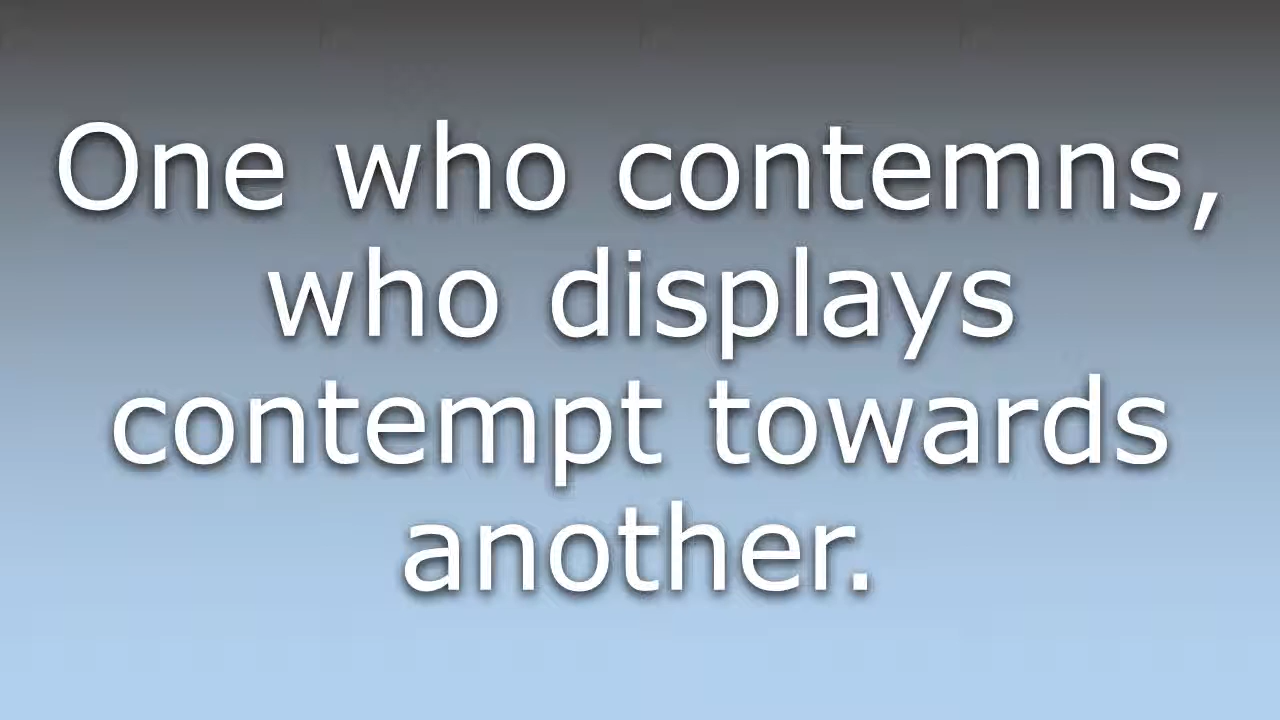 One who contemns,
who displays
contempt towards
another.